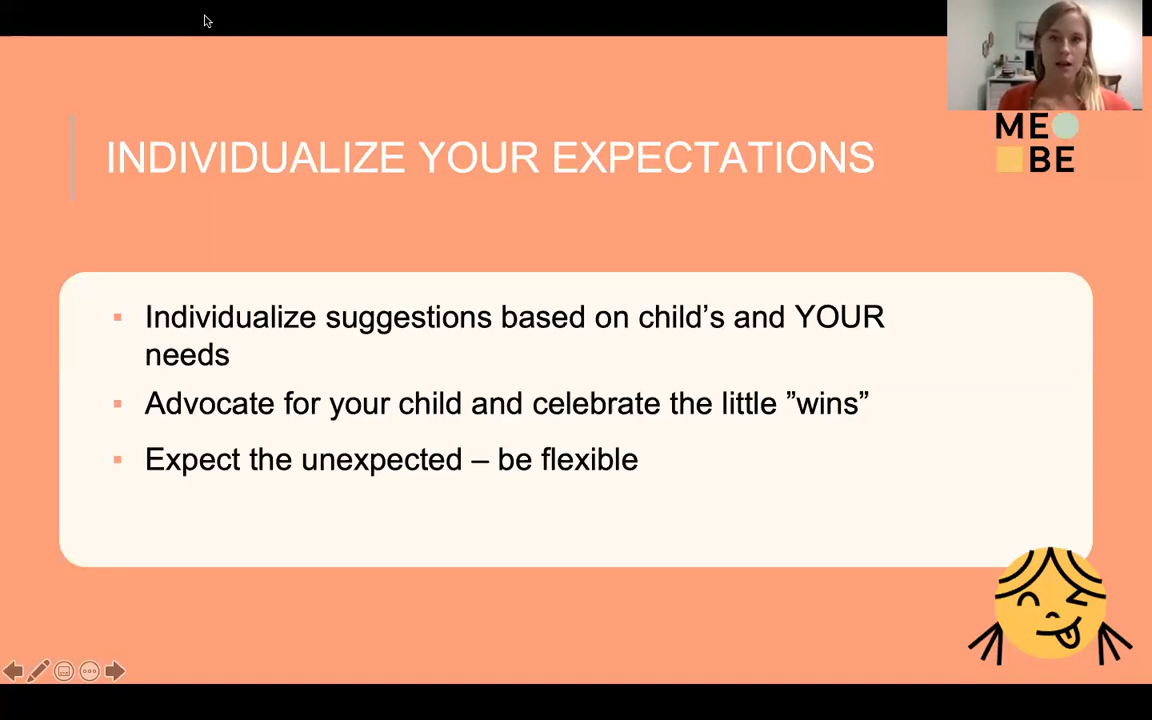 ME
BE
INDIVIDUALIZE YOUR EXPECTATIONS
▪ Individualize suggestions based on child’s and YOUR
needs
▪ Advocate for your child and celebrate the little ”wins”
▪ Expect the unexpected – be flexible